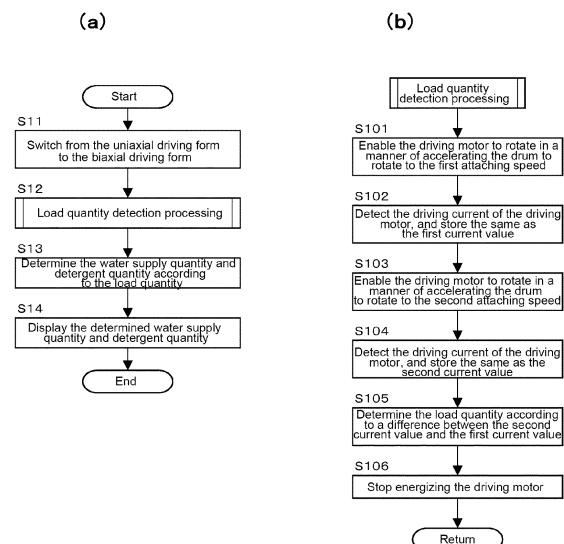 (a)
Start
S11
Switch from the uniaxial driving form
to the biaxial driving form
S12
Load quantity detection processing
S13
Determine the water supply quantity and
detergent quantity according
to the load quantity
S14
Display the determined water supply
quantity and detergent quantity
End
(b)
Load quantity
detection processing
S101
Enable the driving motor to rotate in a
manner of accelerating the drum to
rotate to the first attaching speed
S102
Detect the driving current of the driving
motor, and store the same as
the first current value
S103
Enable the driving motor to rotate in a
manner of accelerating the drum
to rotate to the second attaching speed
S104
Detect the driving current of the driving
motor, and store the same as the
second current value
S105
Determine the load quantity according
to a difference between the second
current value and the first current value
S106
Stop energizing the driving motor
Return